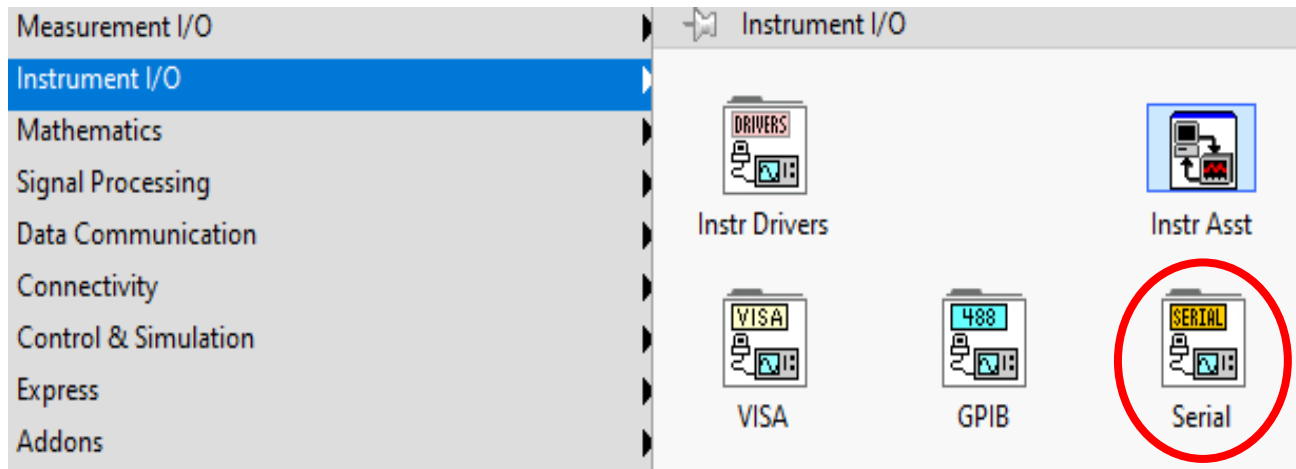 Measurement I/O
Instrument I/O
Mathematics
Signal Processing
Data Communication
Connectivity
Control & Simulation
Express
Addons
Instrument I/O
DRIVERS
Instr Drivers
Instr Asst
VISA
488
SERIAL
VISA
GPIB
Serial